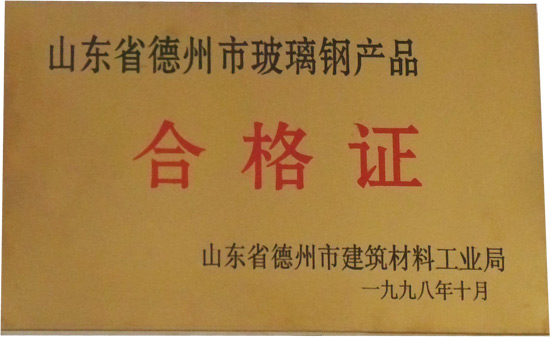 山东省德州市玻璃钢产品
合格证
山东省德州市建筑材料工业局
一九九八年十月